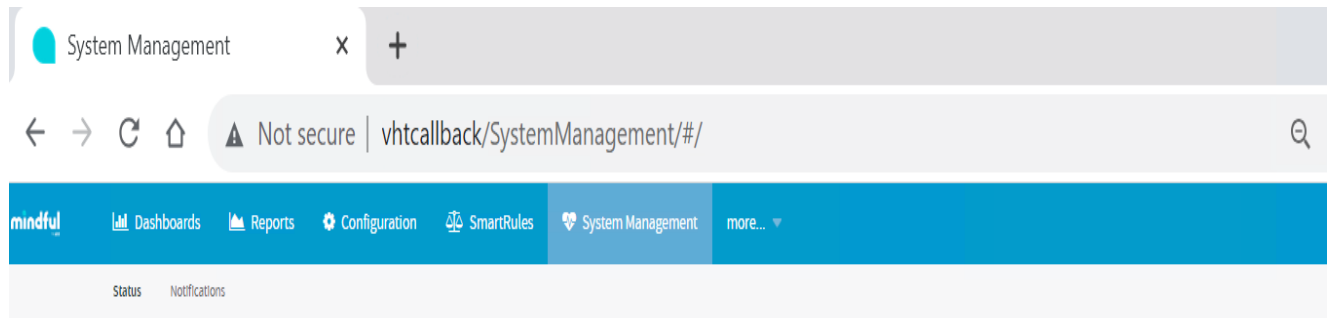 System Management
Not secure | vhtcallback/SystemManagement/#/
mindful Dashboards Reports Configuration SmartRules System Management more...
Status Notifications